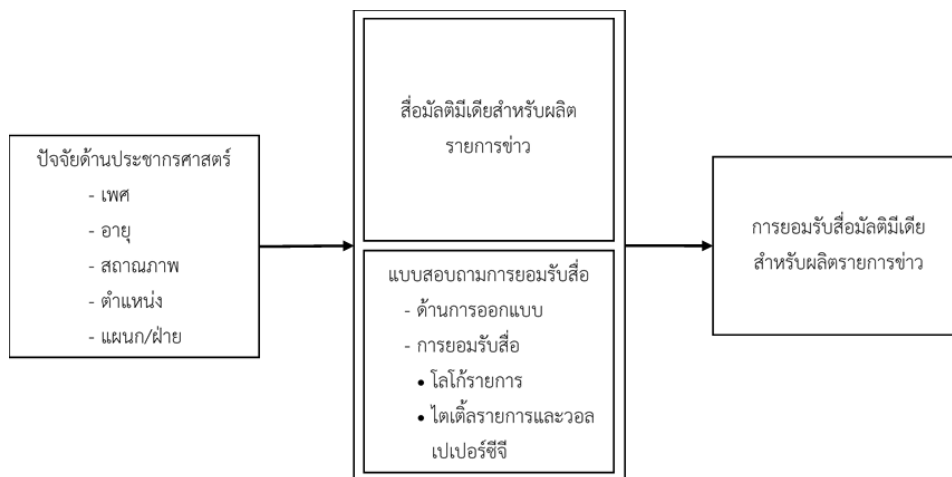 ปัจจัยด้านประชากรศาสตร์
- เพศ
- อายุ
- สถาณภาพ
- ตำแหน่ง
- แผนก/ฝ่าย
สื่อมัลติมีเดียสำหรับผลิต
รายการข่าว
แบบสอบถามการยอมรับสื่อ
- ด้านการออกแบบ
- การยอมรับสื่อ
• โลโก้รายการ
• ไตเติ้ลรายการและวอล
เปเปอร์ซีจี
การยอมรับสื่อมัลติมีเดีย
สำหรับผลิตรายการข่าว